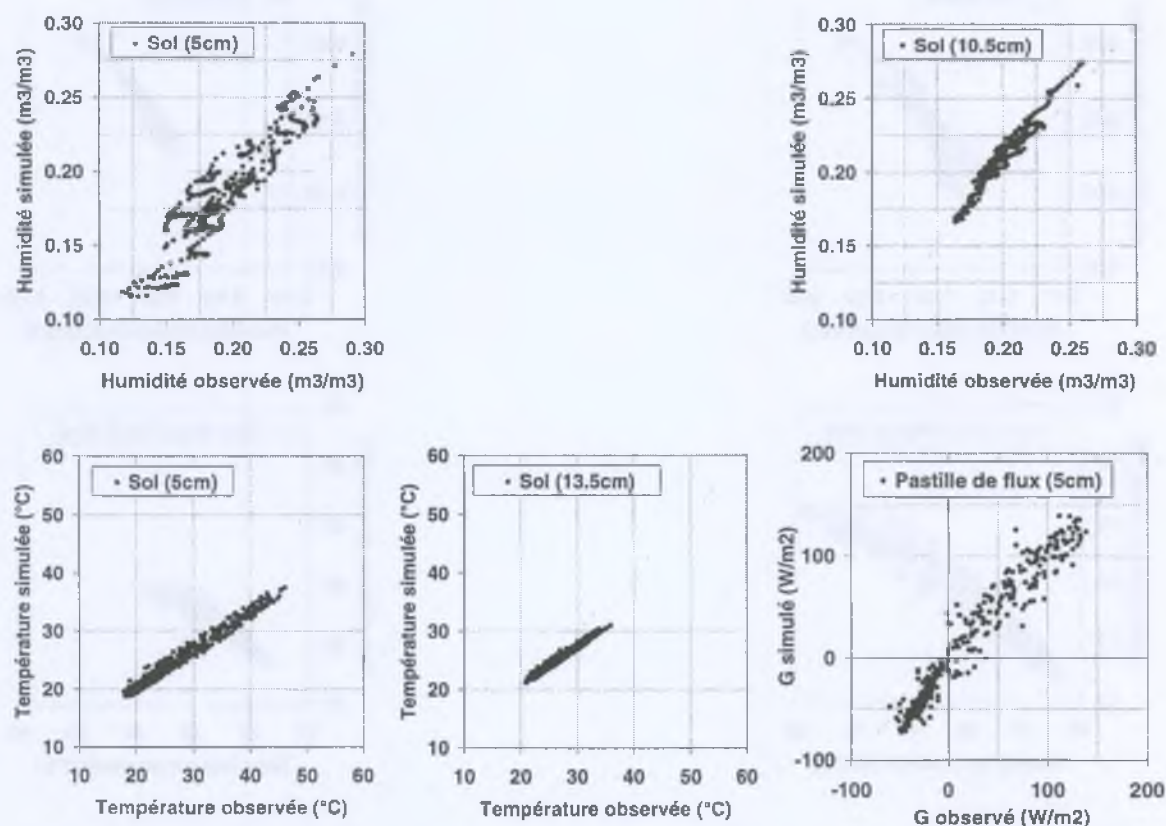 0.30
Sol (5cm)
0.25
0.20
0.15
0.10
Humidité simulée (m3/m3)
0.10 0.15 0.20 0.25 0.30
Humidité observée (m3/m3)
0.30
Sol (10.5cm)
0.25
0.20
0.15
0.10
Humidité simulée (m3/m3)
0.10 0.15 0.20 0.25 0.30
Humidité observée (m3/m3)
60
Sol (5cm)
50
40
30
20
10
Température simulée (°C)
10 20 30 40 50 60
Température observée (°C)
60
Sol (13.5cm)
50
40
30
20
10
Température simulée (°C)
10 20 30 40 50 60
Température observée (°C)
200
Pastille de flux (5cm)
100
0
-100
G simulé (W/m2)
-100 0 100 200
G observé (W/m2)